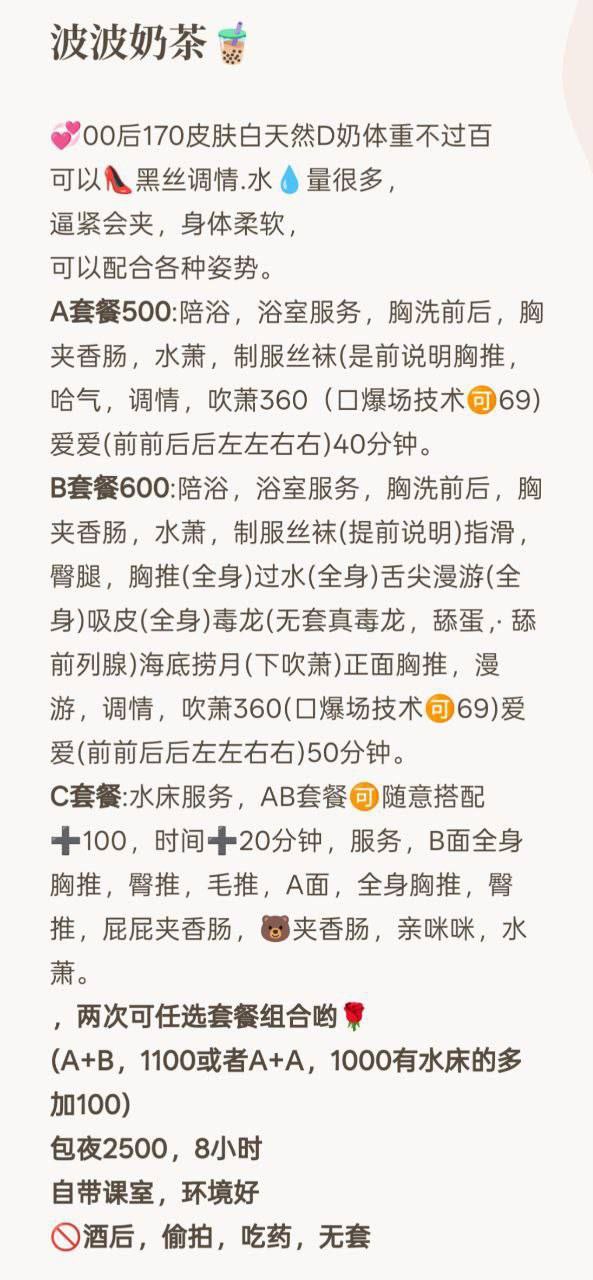 波波奶茶🧋
💞00后170皮肤白天然D奶体重不过百
可以👠黑丝调情.水💧量很多，
逼紧会夹，身体柔软，
可以配合各种姿势。
A套餐500:陪浴，浴室服务，胸洗前后，胸
夹香肠，水萧，制服丝袜(是前说明胸推，
哈气，调情，吹萧360（口爆场技术🉑69)
爱爱(前前后后左左右右)40分钟。
B套餐600:陪浴，浴室服务，胸洗前后，胸
夹香肠，水萧，制服丝袜(提前说明)指滑，
臀腿，胸推(全身)过水(全身)舌尖漫游(全
身)吸皮(全身)毒龙(无套真毒龙，舔蛋,· 舔
前列腺)海底捞月(下吹萧)正面胸推，漫
游，调情，吹萧360(口爆场技术🉑69)爱
爱(前前后后左左右右)50分钟。
C套餐:水床服务，AB套餐🉑随意搭配
➕100，时间➕20分钟，服务，B面全身
胸推，臀推，毛推，A面，全身胸推，臀
推，屁屁夹香肠，🐻夹香肠，亲咪咪，水
萧。
，两次可任选套餐组合哟🌹
(A+B，1100或者A+A，1000有水床的多
加100)
包夜2500，8小时
自带课室，环境好
🚫酒后，偷拍，吃药，无套